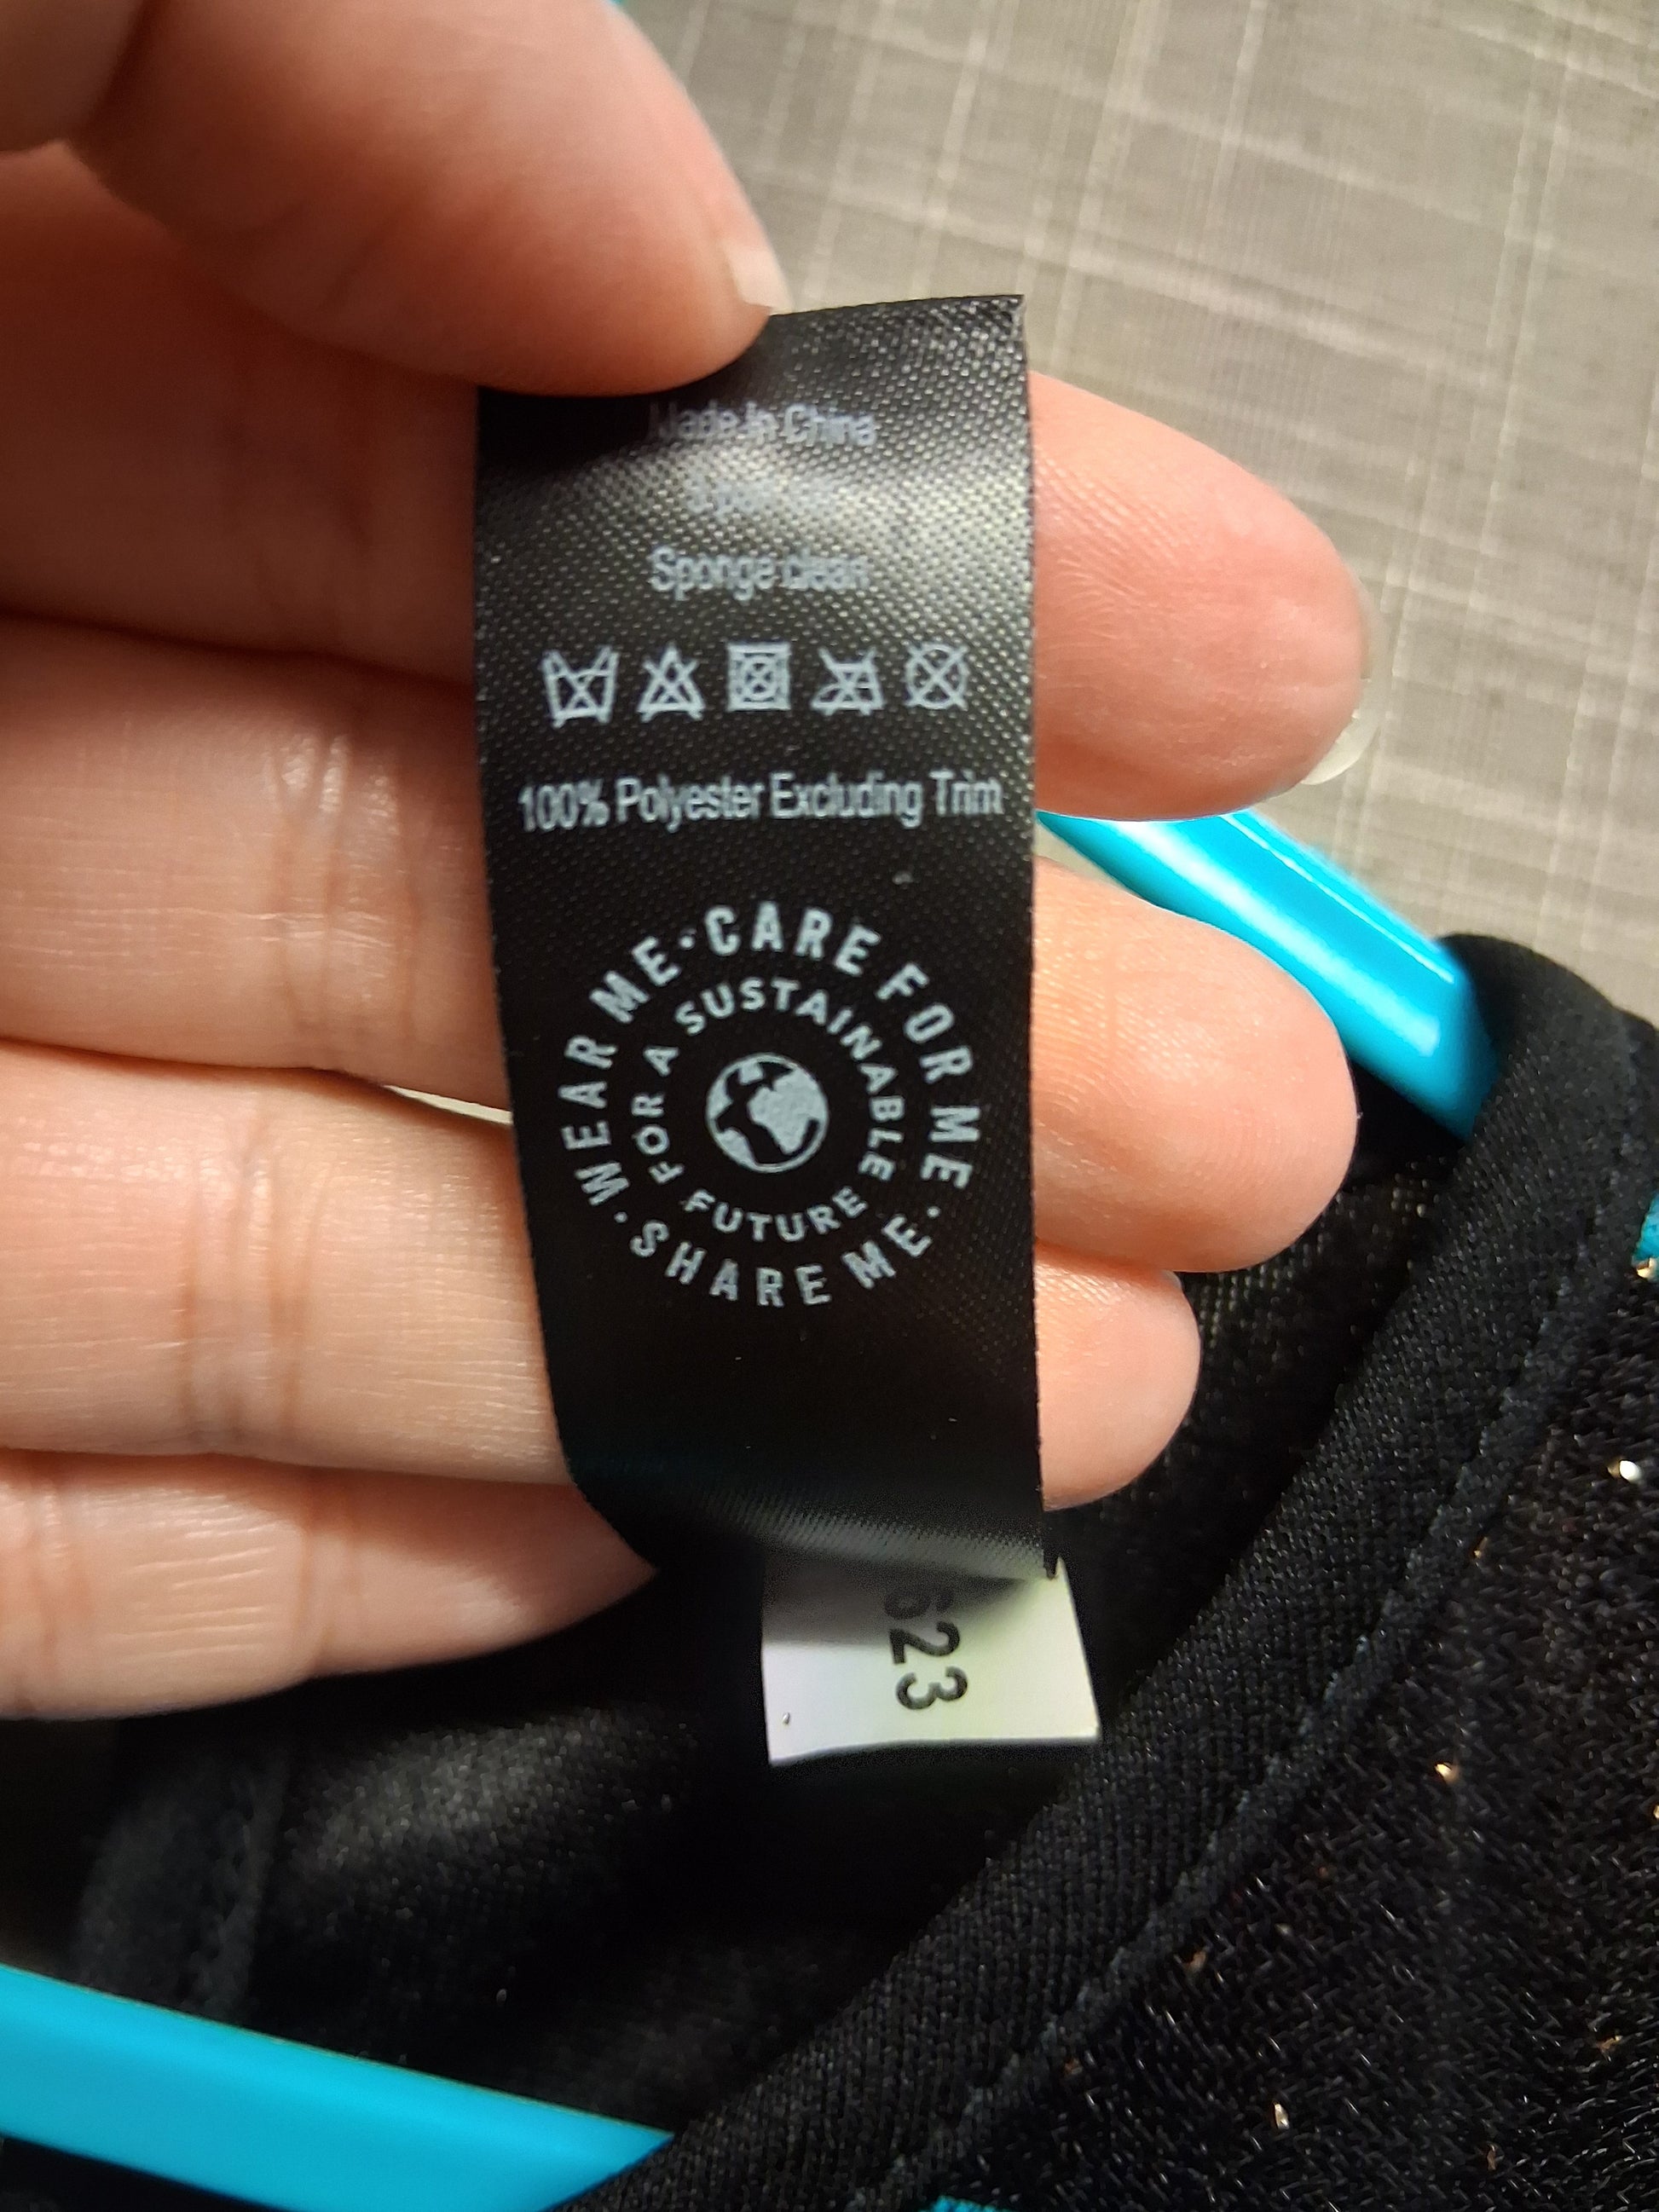 Made in China
Sponge clean
100% Polyester Excluding Trim
WEAR ME · CARE FOR ME · SHARE ME ·
FOR A SUSTAINABLE FUTURE
623